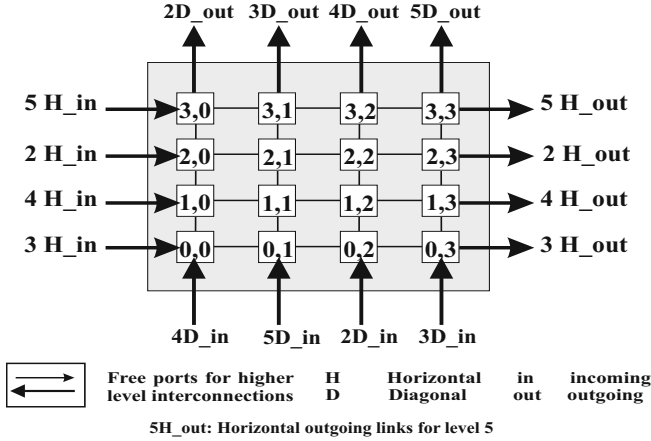 2D_out 3D_out 4D_out 5D_out
5 H_in 3,0 3,1 3,2 3,3 5 H_out
2 H_in 2,0 2,1 2,2 2,3 2 H_out
4 H_in 1,0 1,1 1,2 1,3 4 H_out
3 H_in 0,0 0,1 0,2 0,3 3 H_out
4D_in 5D_in 2D_in 3D_in
Free ports for higher H Horizontal in incoming
level interconnections D Diagonal out outgoing
5H_out: Horizontal outgoing links for level 5